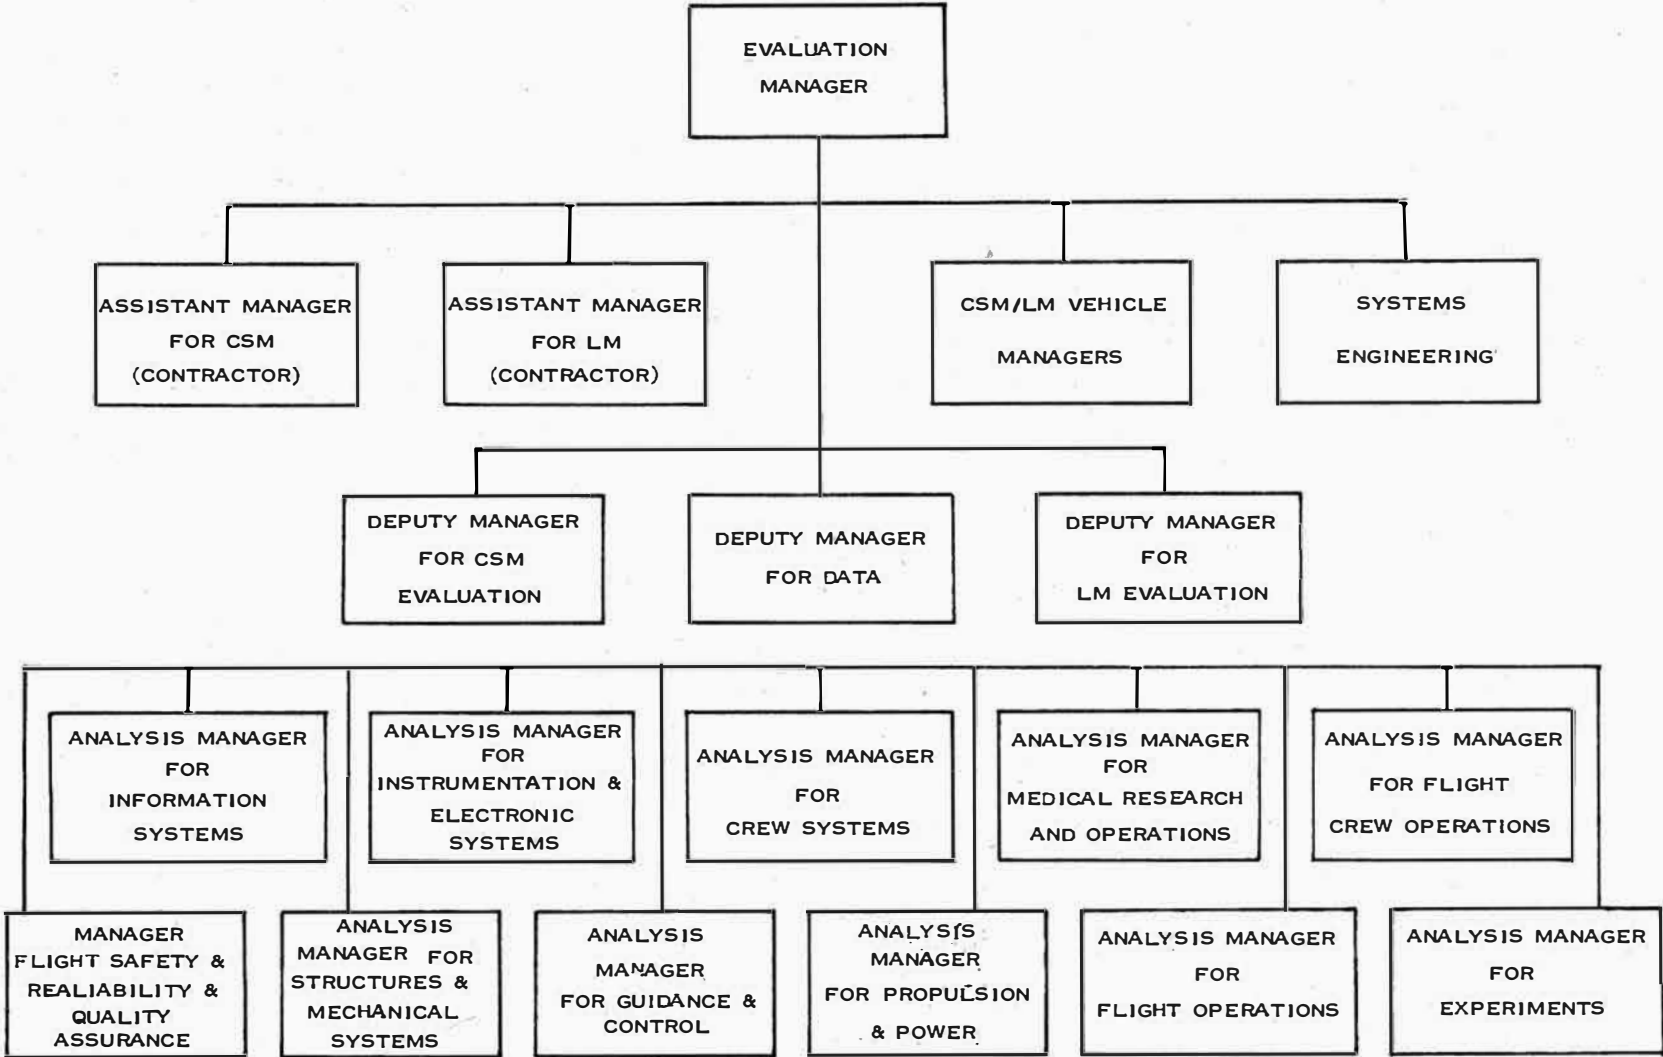 EVALUATION
MANAGER
ASSISTANT MANAGER
FOR CSM
(CONTRACTOR)
ASSISTANT MANAGER
FOR LM
(CONTRACTOR)
CSM/LM VEHICLE
MANAGERS
SYSTEMS
ENGINEERING
DEPUTY MANAGER
FOR CSM
EVALUATION
DEPUTY MANAGER
FOR DATA
DEPUTY MANAGER
FOR
LM EVALUATION
ANALYSIS MANAGER
FOR
INFORMATION
SYSTEMS
ANALYSIS MANAGER
FOR
INSTRUMENTATION &
ELECTRONIC
SYSTEMS
ANALYSIS MANAGER
FOR
CREW SYSTEMS
ANALYSIS MANAGER
FOR
MEDICAL RESEARCH
AND OPERATIONS
ANALYSIS MANAGER
FOR FLIGHT
CREW OPERATIONS
MANAGER
FLIGHT SAFETY &
REALIABILITY &
QUALITY
ASSURANCE
ANALYSIS
MANAGER FOR
STRUCTURES &
MECHANICAL
SYSTEMS
ANALYSIS
MANAGER
FOR GUIDANCE &
CONTROL
ANALYSIS
MANAGER
FOR PROPULSION
& POWER
ANALYSIS MANAGER
FOR
FLIGHT OPERATIONS
ANALYSIS MANAGER
FOR
EXPERIMENTS